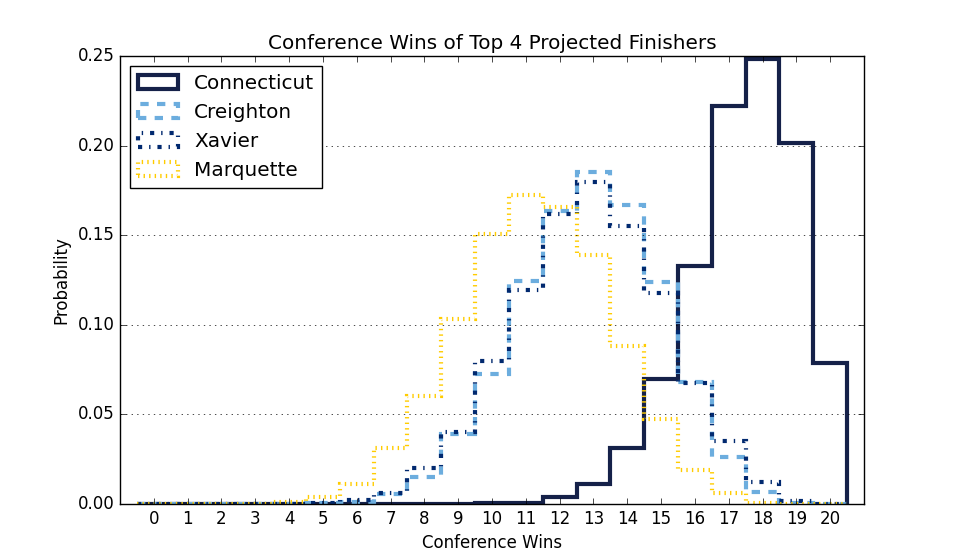 Conference Wins of Top 4 Projected Finishers
Connecticut
Creighton
Xavier
Marquette
Probability
0.25
0.20
0.15
0.10
0.05
0.00
0 1 2 3 4 5 6 7 8 9 10 11 12 13 14 15 16 17 18 19 20
Conference Wins